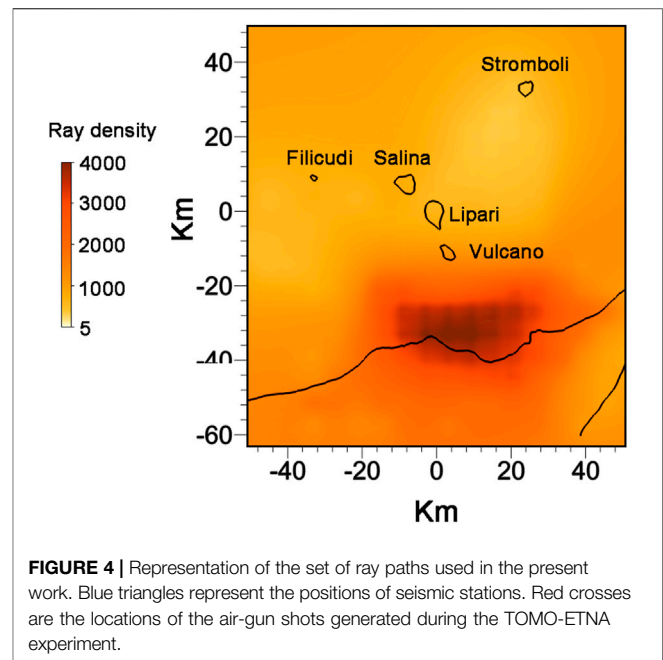 Ray density
4000
3000
2000
1000
5
Km
40
20
0
-20
-40
-60
Stromboli
Filicudi Salina
Lipari
Vulcano
-40 -20 0 20 40
Km
FIGURE 4 | Representation of the set of ray paths used in the present
work. Blue triangles represent the positions of seismic stations. Red crosses
are the locations of the air-gun shots generated during the TOMO-ETNA
experiment.